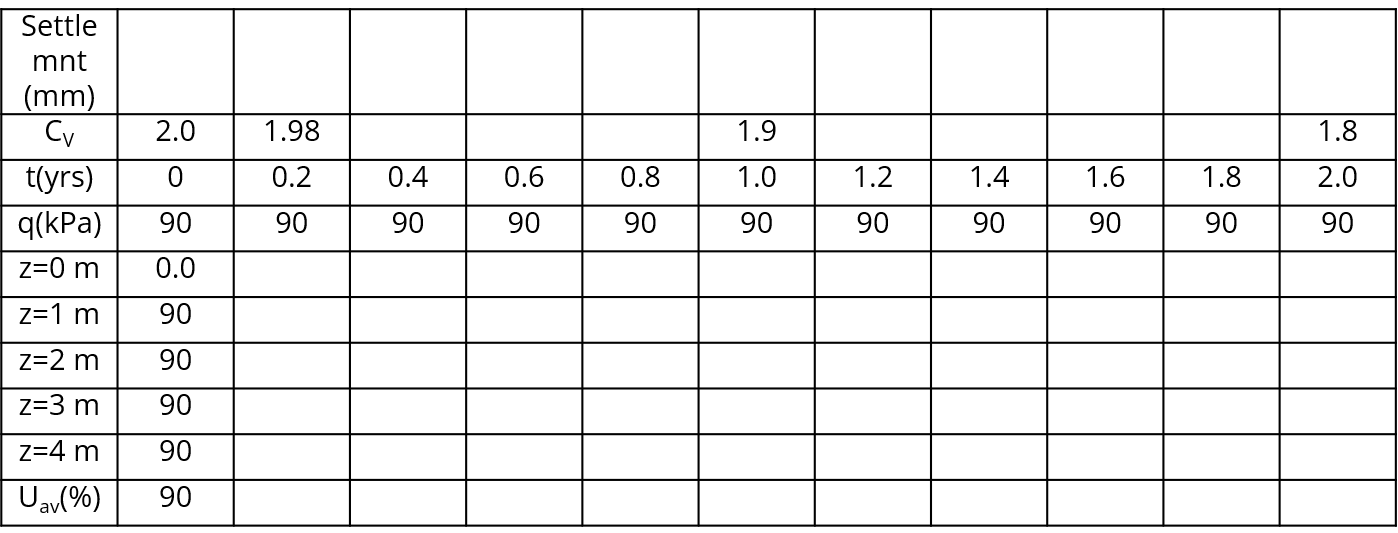 Settle
mnt
(mm)
C_V 2.0 1.98 1.9 1.8
t(yrs) 0 0.2 0.4 0.6 0.8 1.0 1.2 1.4 1.6 1.8 2.0
q(kPa) 90 90 90 90 90 90 90 90 90 90 90
z=0 m 0.0
z=1 m 90
z=2 m 90
z=3 m 90
z=4 m 90
U_av(%) 90